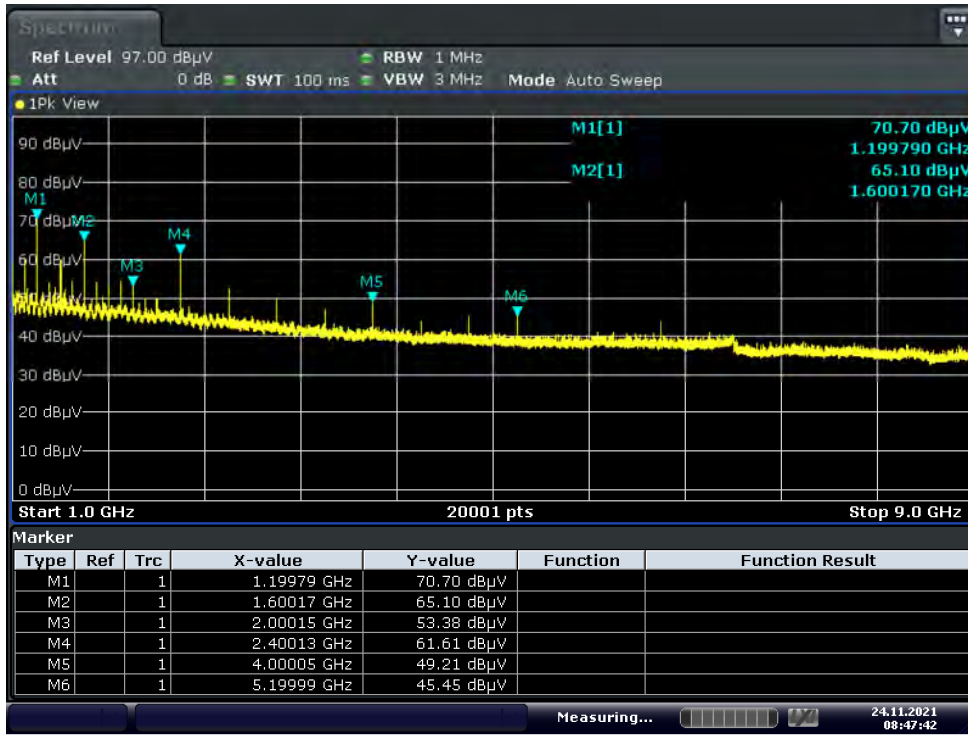 Spectrum
Ref Level 97.00 dBµV RBW 1 MHz
Att 0 dB SWT 100 ms VBW 3 MHz Mode Auto Sweep
1Pk View
M1[1] 70.70 dBµV
1.199790 GHz
M2[1] 65.10 dBµV
1.600170 GHz
90 dBµV
80 dBµV
M1
70 dBµV M2
M4
60 dBµV
M3
M5
M6
40 dBµV
30 dBµV
20 dBµV
10 dBµV
0 dBµV
Start 1.0 GHz 20001 pts Stop 9.0 GHz
Marker
Type Ref Trc X-value Y-value Function Function Result
M1 1 1.19979 GHz 70.70 dBµV
M2 1 1.60017 GHz 65.10 dBµV
M3 1 2.00015 GHz 53.38 dBµV
M4 1 2.40013 GHz 61.61 dBµV
M5 1 4.00005 GHz 49.21 dBµV
M6 1 5.19999 GHz 45.45 dBµV
Measuring... 24.11.2021
08:47:42